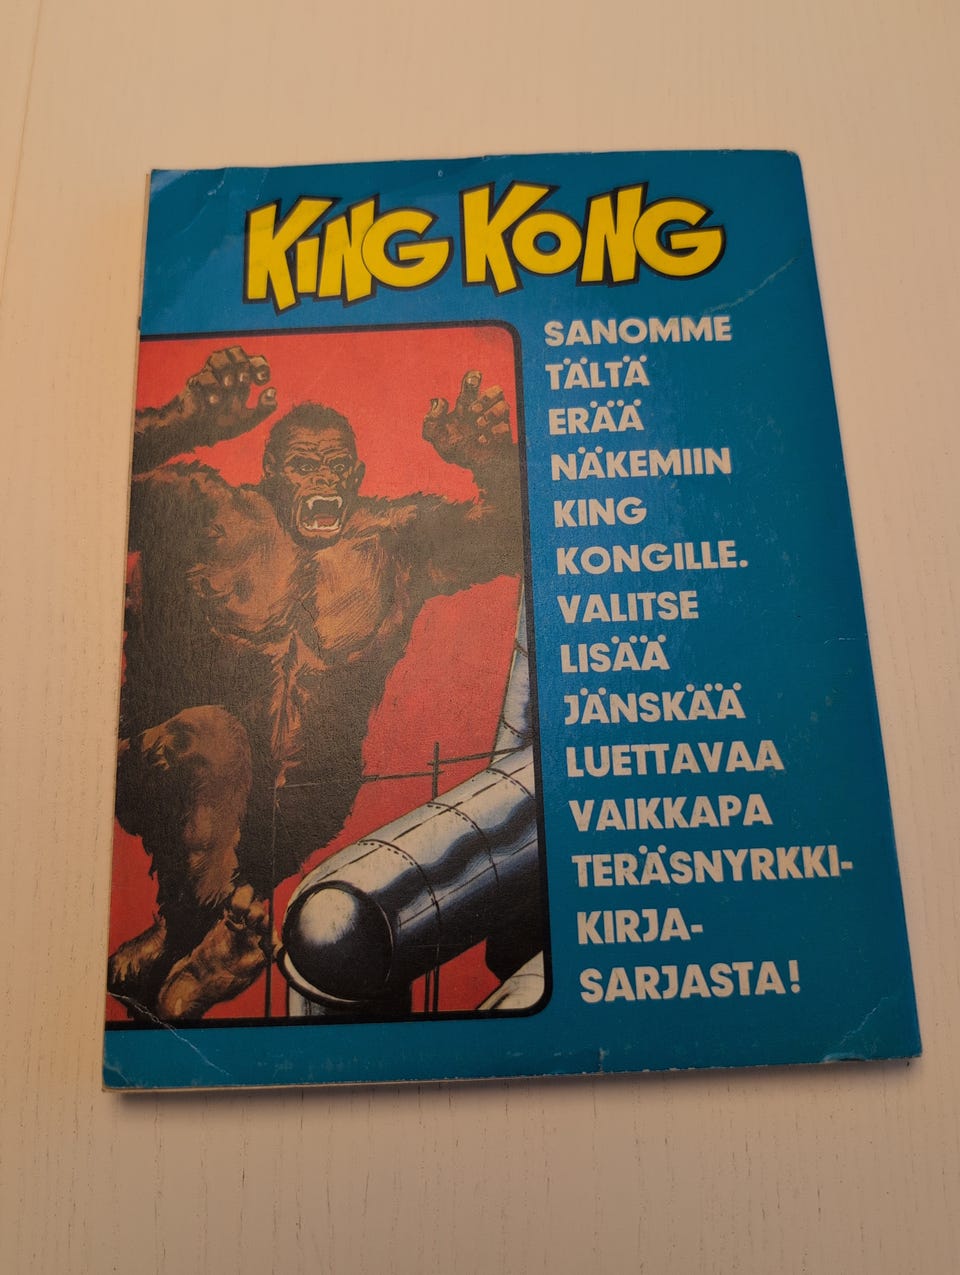 KING KONG
SANOMME
TÄLTÄ
ERÄÄ
NÄKEMIIN
KING
KONGILLE.
VALITSE
LISÄÄ
JÄNSKÄÄ
LUETTAVAA
VAIKKAPA
TERÄSNYRKKI-
KIRJA-
SARJASTA!